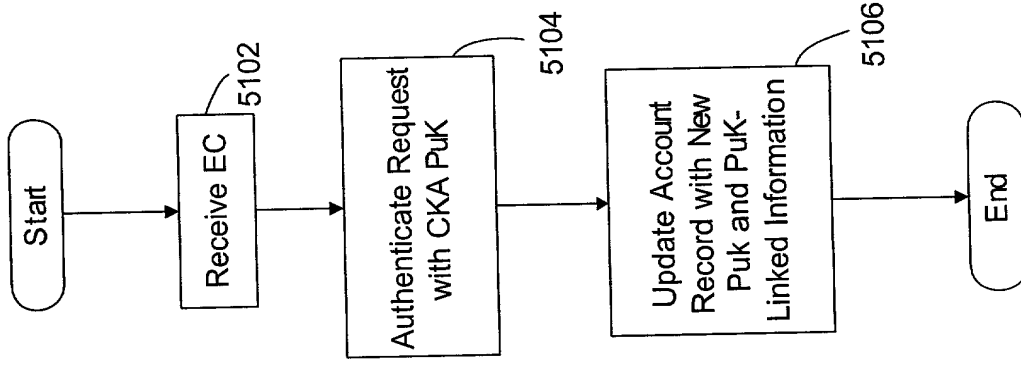 Start
Receive EC
5102
Authenticate Request
with CKA PuK
5104
Update Account
Record with New
Puk and PuK-
Linked Information
5106
End